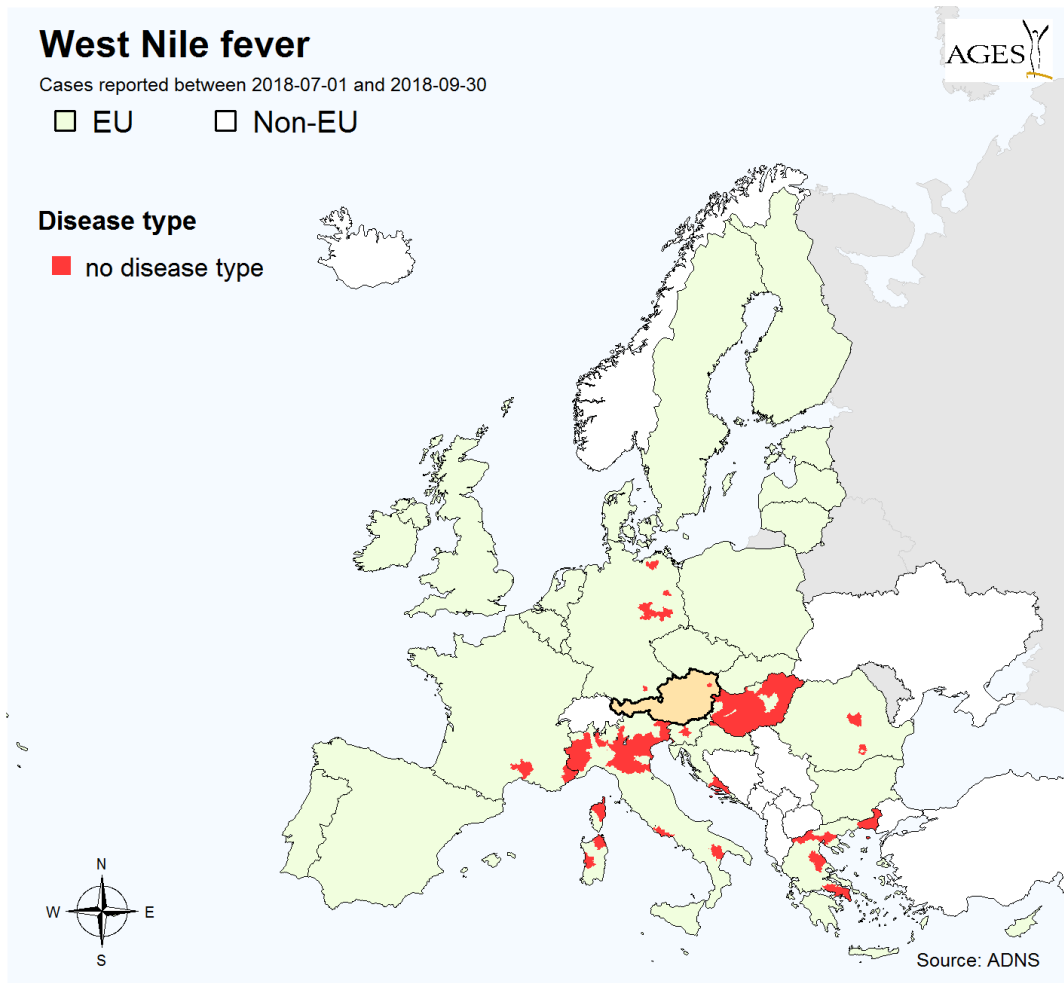 West Nile fever
Cases reported between 2018-07-01 and 2018-09-30
EU Non-EU
AGES
Disease type
no disease type
N
W E
S
Source: ADNS